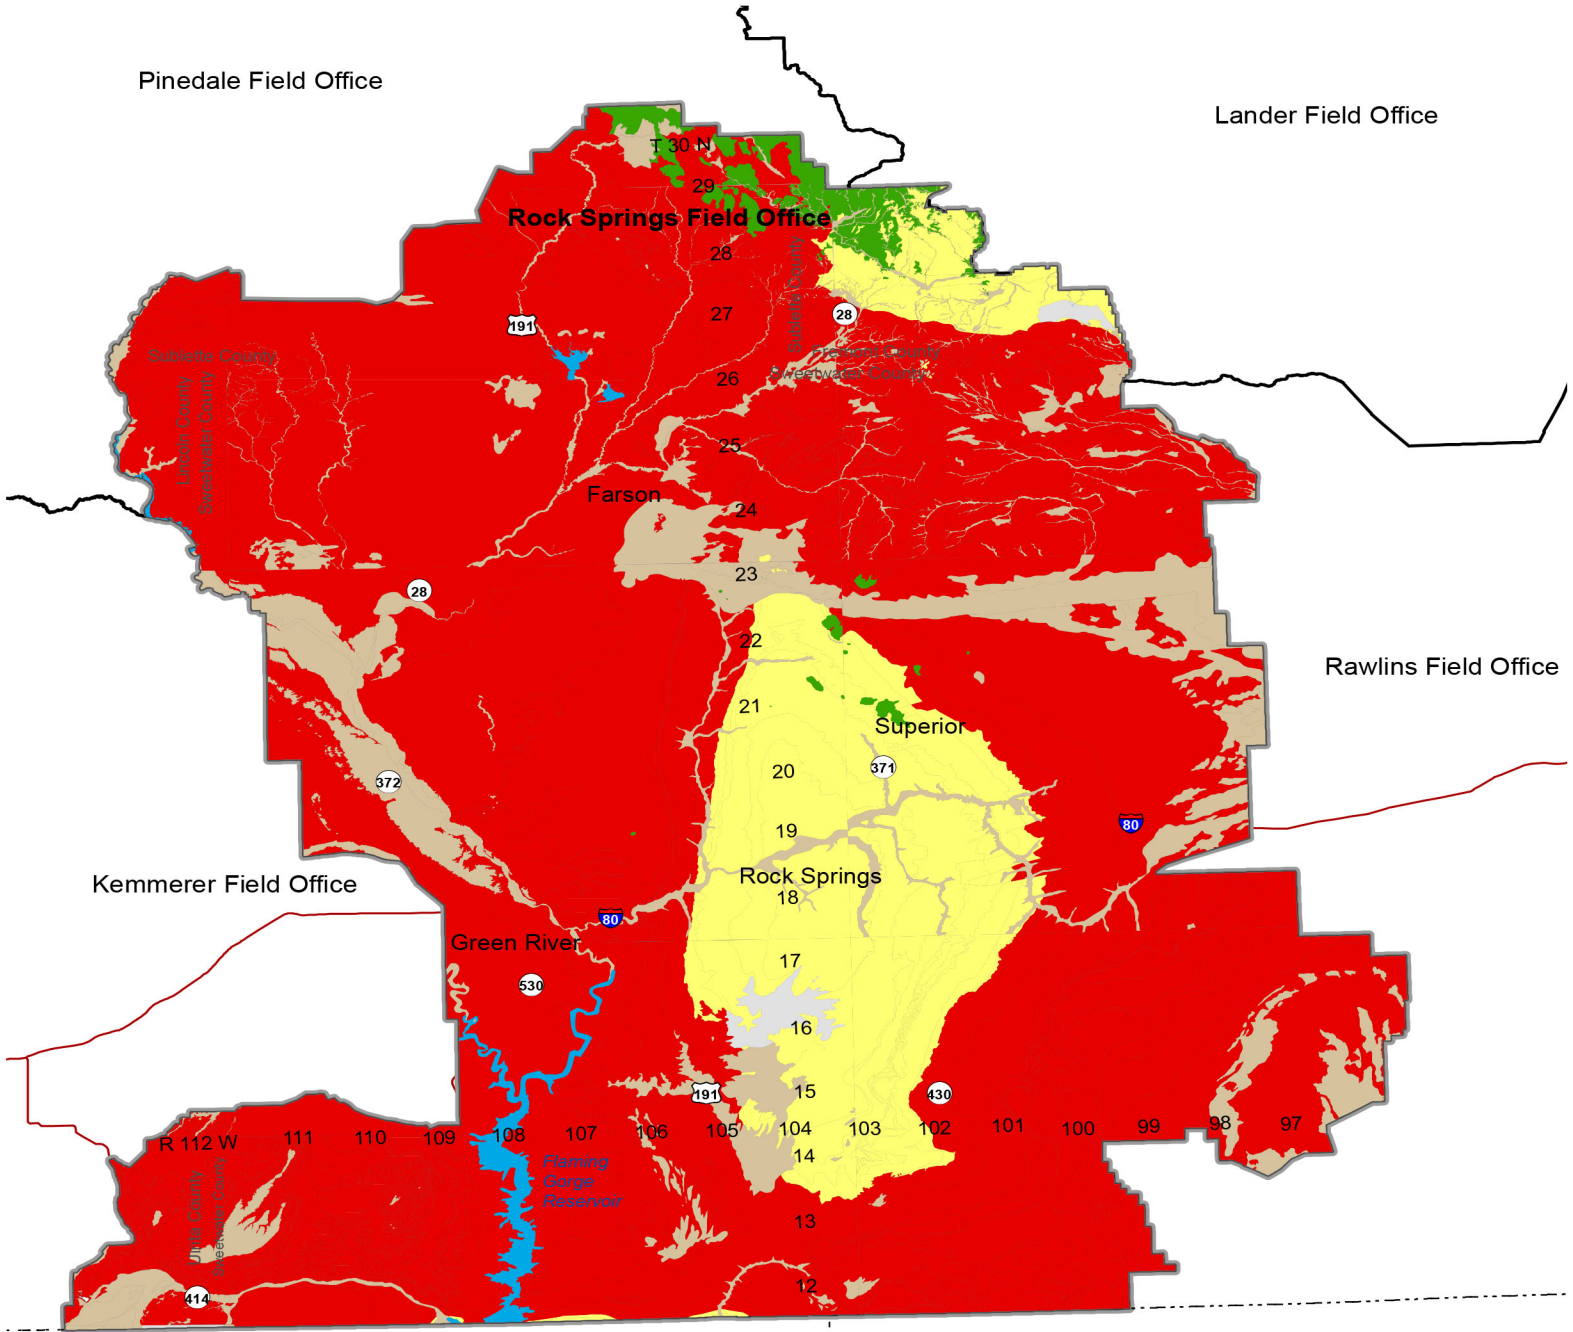 Pinedale Field Office
Lander Field Office
T 30 N
29
Rock Springs Field Office
28
Sublette County
27
28
191
Sublette County
Fremont County
Sweetwater County
26
Lincoln County
Sweetwater County
25
Farson
24
23
28
22
Rawlins Field Office
21
Superior
20
371
372
19
80
Rock Springs
Kemmerer Field Office
18
80
Green River
17
530
16
15
191
430
R 112 W
111
110
109
108
107
106
105
104
103
102
101
100
99
98
97
14
Flaming
Gorge
Reservoir
Uinta County
Sweetwater County
13
12
414